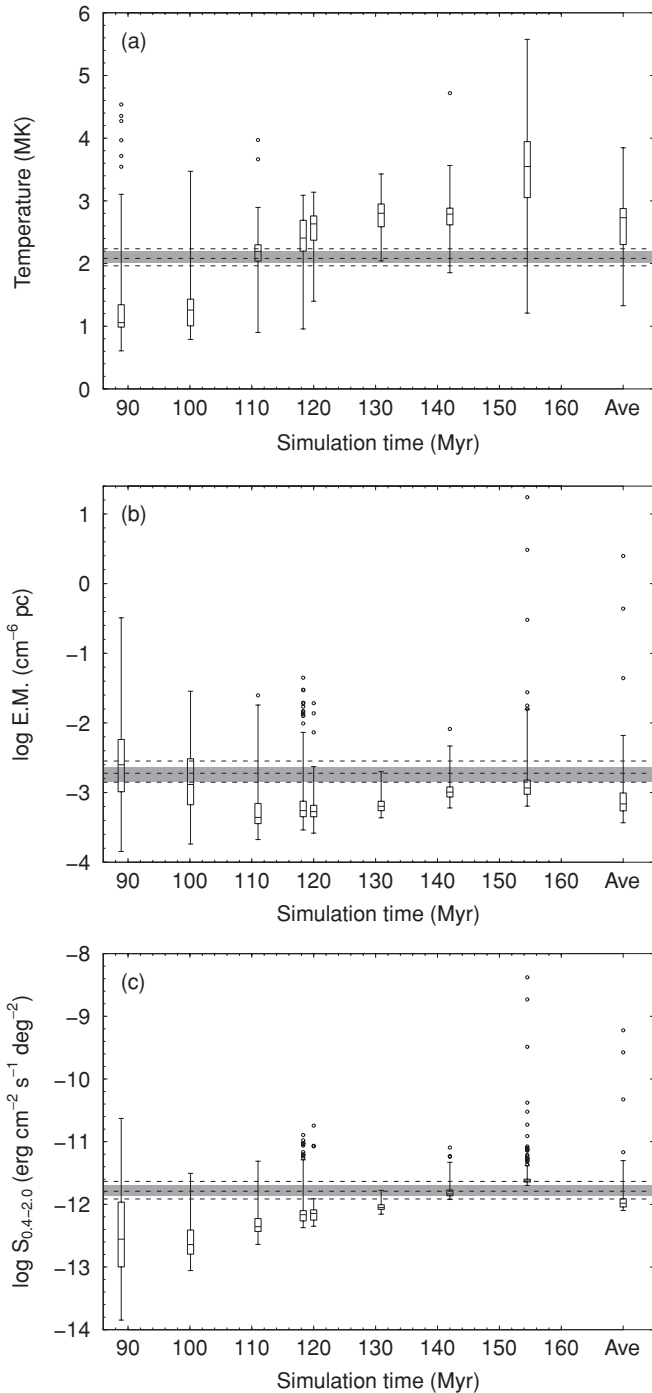 (a)
Temperature (MK)
6
5
4
3
2
1
0
90 100 110 120 130 140 150 160 Ave
Simulation time (Myr)
(b)
log E.M. (cm⁻⁶ pc)
1
0
−1
−2
−3
−4
90 100 110 120 130 140 150 160 Ave
Simulation time (Myr)
(c)
log S₀.₄₋₂.₀ (erg cm⁻² s⁻¹ deg⁻²)
−8
−9
−10
−11
−12
−13
−14
90 100 110 120 130 140 150 160 Ave
Simulation time (Myr)